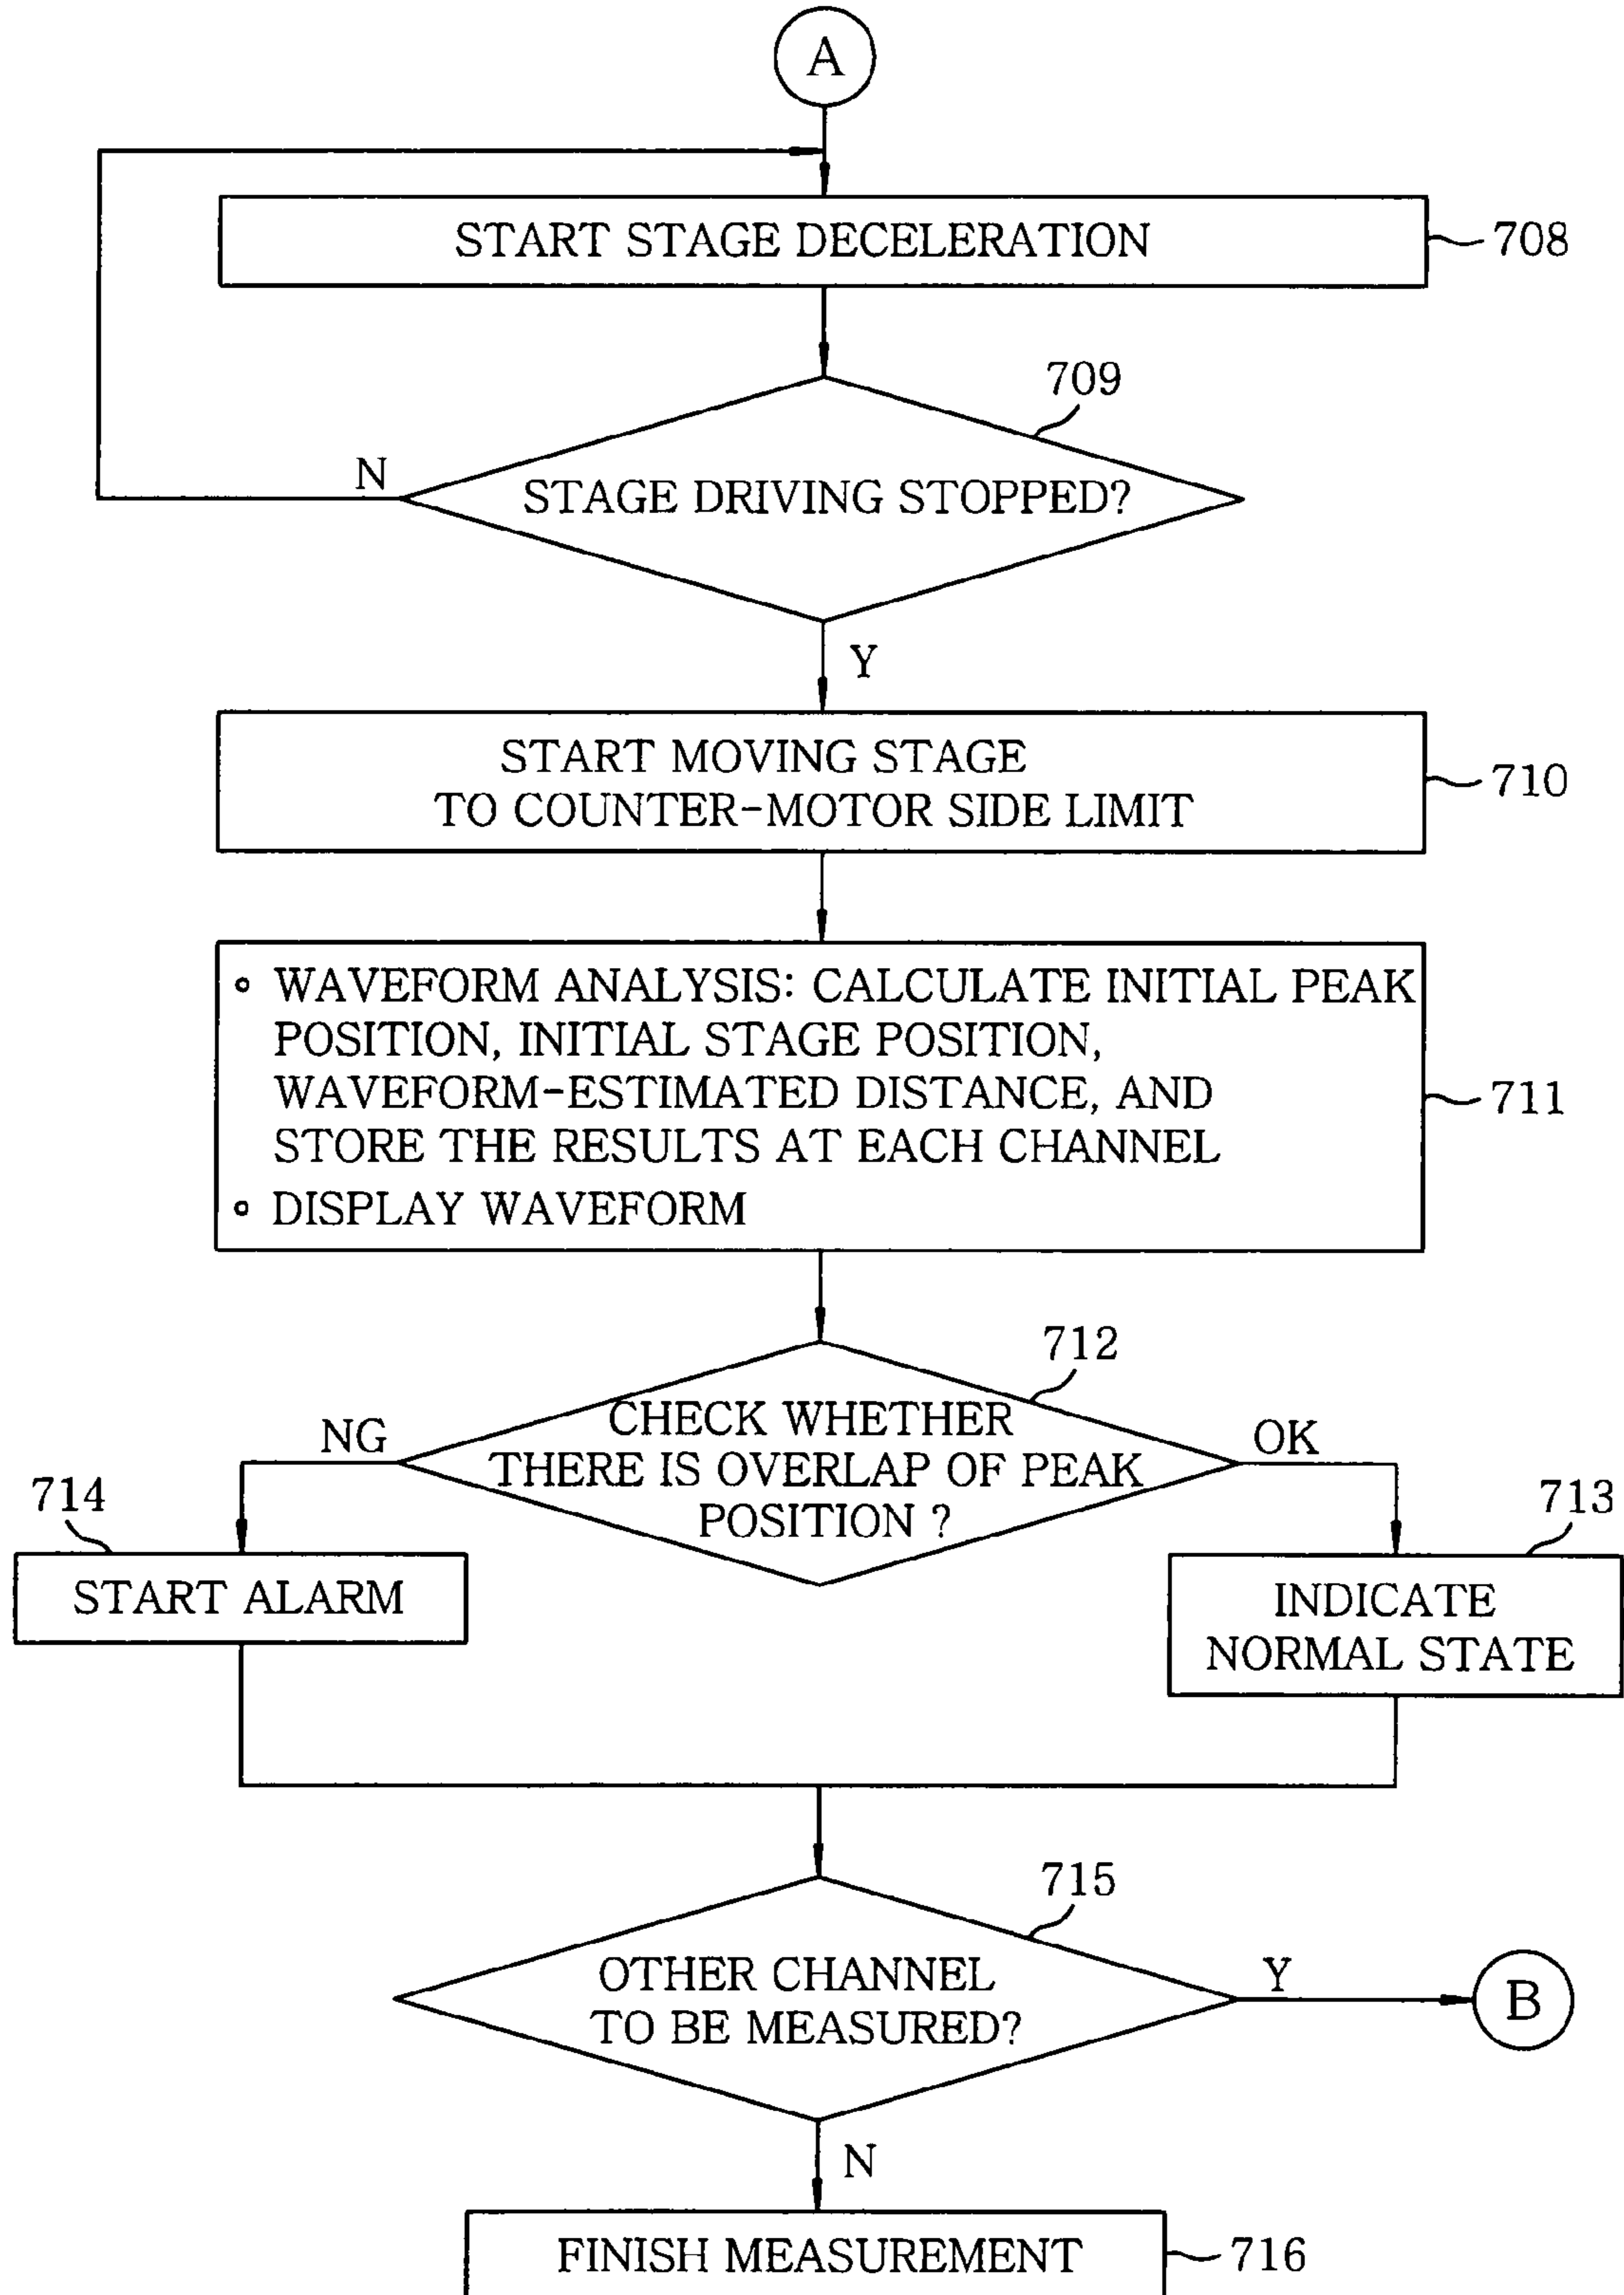 A
START STAGE DECELERATION
708
709
N
STAGE DRIVING STOPPED?
Y
START MOVING STAGE
TO COUNTER-MOTOR SIDE LIMIT
710
∘ WAVEFORM ANALYSIS: CALCULATE INITIAL PEAK
POSITION, INITIAL STAGE POSITION,
WAVEFORM-ESTIMATED DISTANCE, AND
STORE THE RESULTS AT EACH CHANNEL
∘ DISPLAY WAVEFORM
711
712
NG
CHECK WHETHER
THERE IS OVERLAP OF PEAK
POSITION ?
OK
714
START ALARM
713
INDICATE
NORMAL STATE
715
OTHER CHANNEL
TO BE MEASURED?
Y
B
N
FINISH MEASUREMENT
716